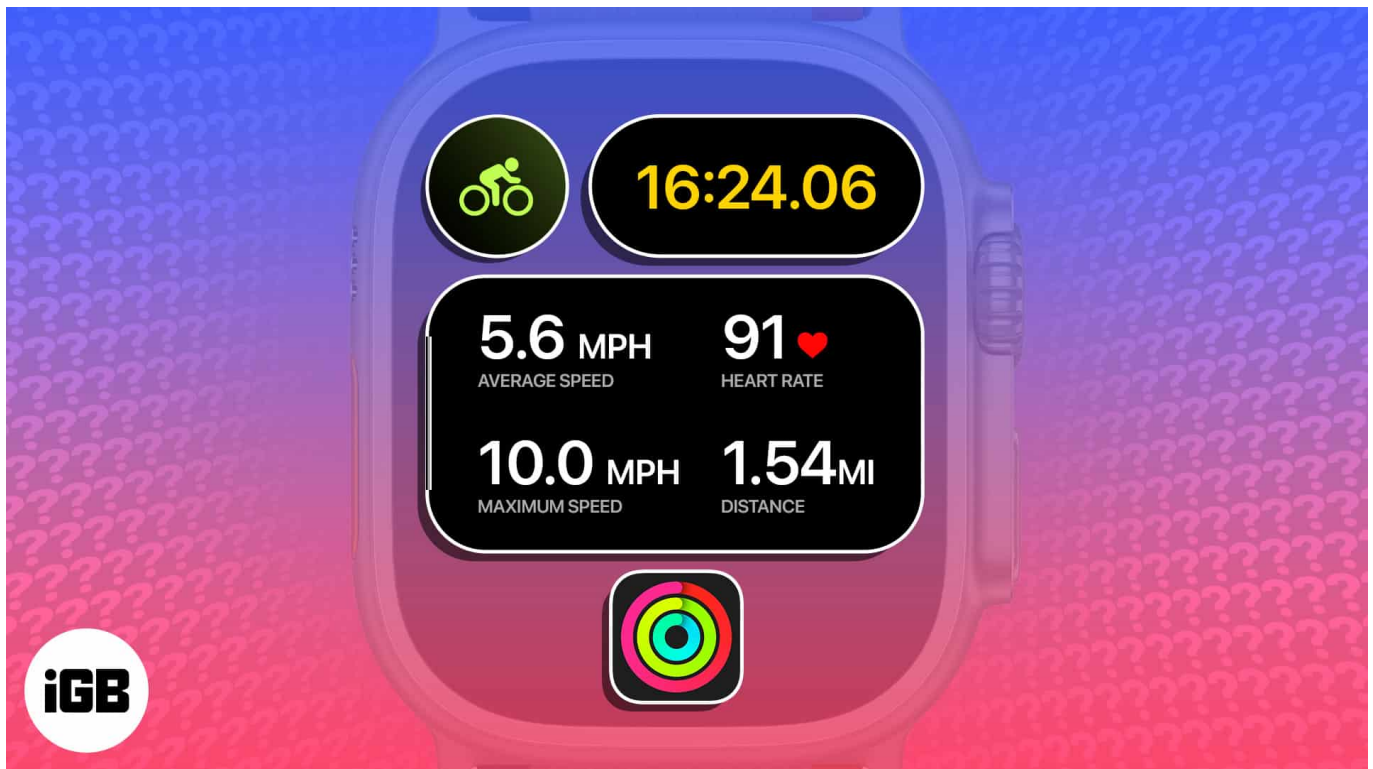 16:24.06
5.6 MPH 91
AVERAGE SPEED HEART RATE
10.0 MPH 1.54MI
MAXIMUM SPEED DISTANCE
iGB